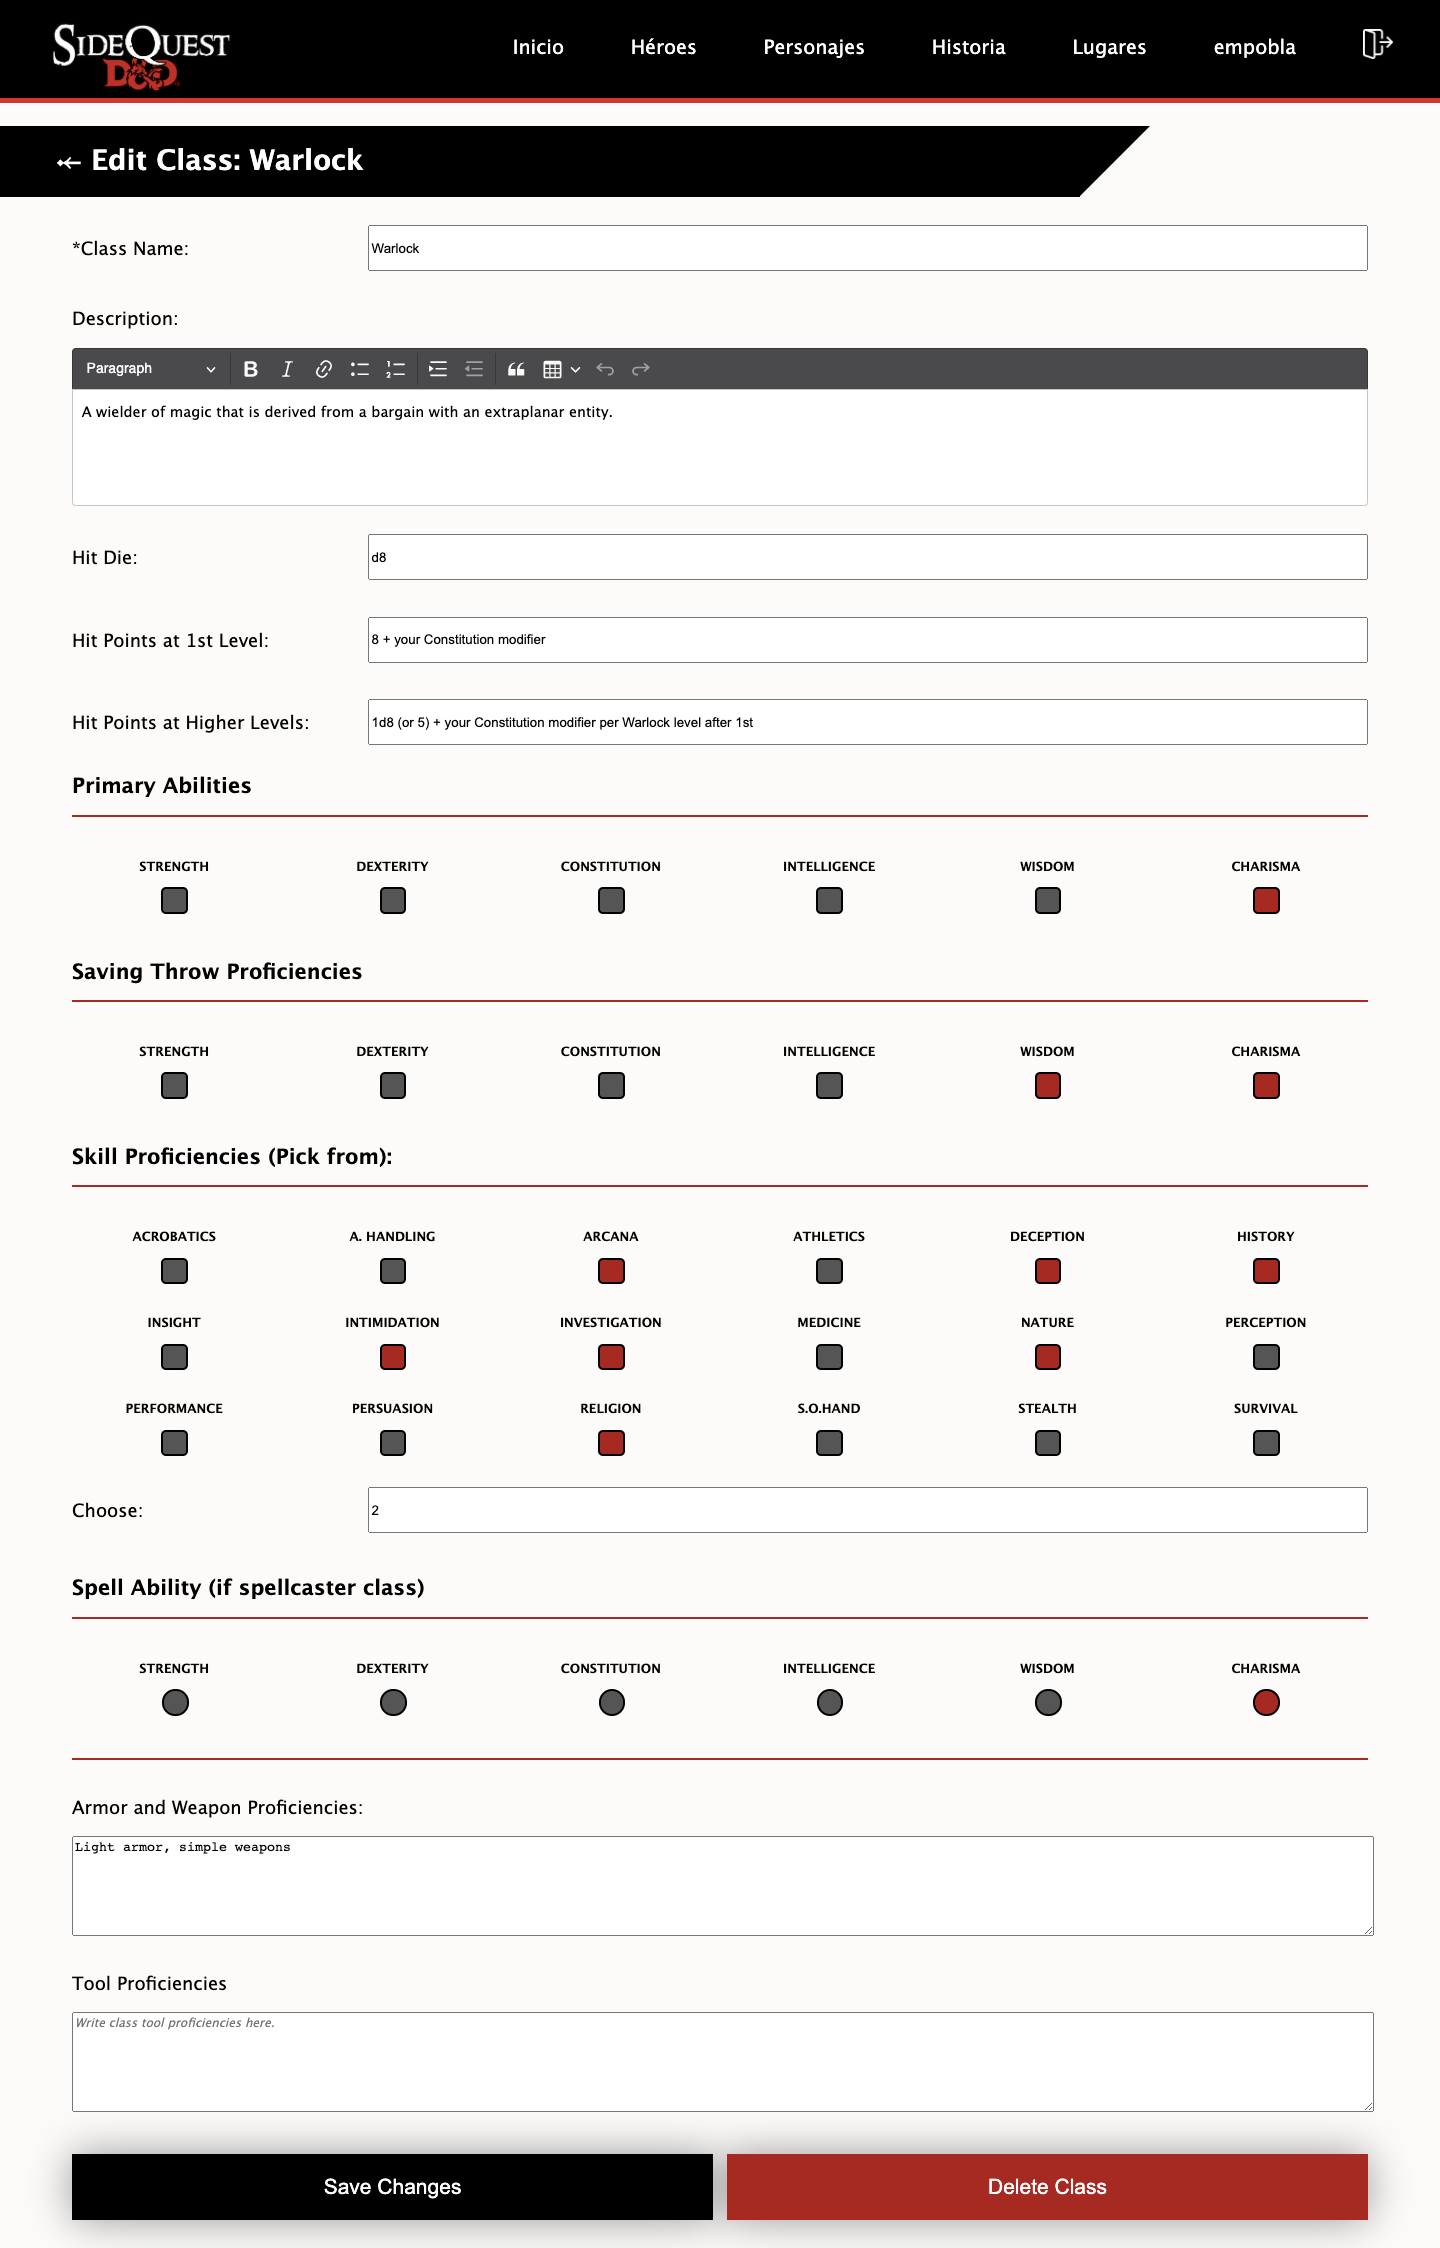 SIDEQUEST
D&D
Inicio Héroes Personajes Historia Lugares empobla
Edit Class: Warlock
*Class Name: Warlock
Description:
Paragraph
A wielder of magic that is derived from a bargain with an extraplanar entity.
Hit Die: d8
Hit Points at 1st Level: 8 + your Constitution modifier
Hit Points at Higher Levels: 1d8 (or 5) + your Constitution modifier per Warlock level after 1st
Primary Abilities
STRENGTH DEXTERITY CONSTITUTION INTELLIGENCE WISDOM CHARISMA
Saving Throw Proficiencies
STRENGTH DEXTERITY CONSTITUTION INTELLIGENCE WISDOM CHARISMA
Skill Proficiencies (Pick from):
ACROBATICS A. HANDLING ARCANA ATHLETICS DECEPTION HISTORY
INSIGHT INTIMIDATION INVESTIGATION MEDICINE NATURE PERCEPTION
PERFORMANCE PERSUASION RELIGION S.O.HAND STEALTH SURVIVAL
Choose: 2
Spell Ability (if spellcaster class)
STRENGTH DEXTERITY CONSTITUTION INTELLIGENCE WISDOM CHARISMA
Armor and Weapon Proficiencies:
Light armor, simple weapons
Tool Proficiencies
Write class tool proficiencies here.
Save Changes Delete Class